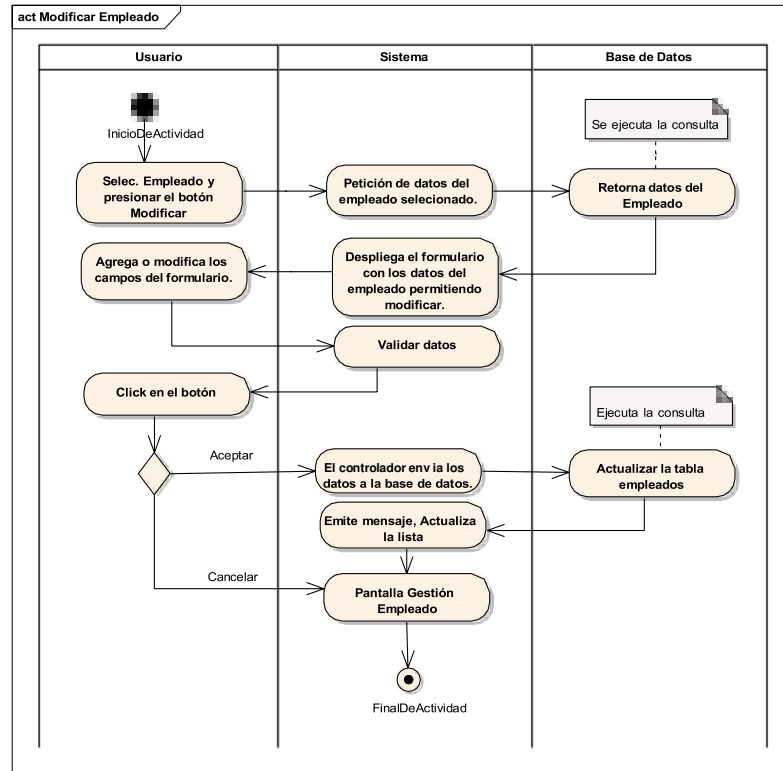 act Modificar Empleado
Usuario
Sistema
Base de Datos
InicioDeActividad
Se ejecuta la consulta
Selec. Empleado y
presionar el botón
Modificar
Petición de datos del
empleado selecionado.
Retorna datos del
Empleado
Agrega o modifica los
campos del formulario.
Despliega el formulario
con los datos del
empleado permitiendo
modificar.
Validar datos
Click en el botón
Ejecuta la consulta
Aceptar
El controlador envia los
datos a la base de datos.
Actualizar la tabla
empleados
Emite mensaje, Actualiza
la lista
Cancelar
Pantalla Gestión
Empleado
FinalDeActividad